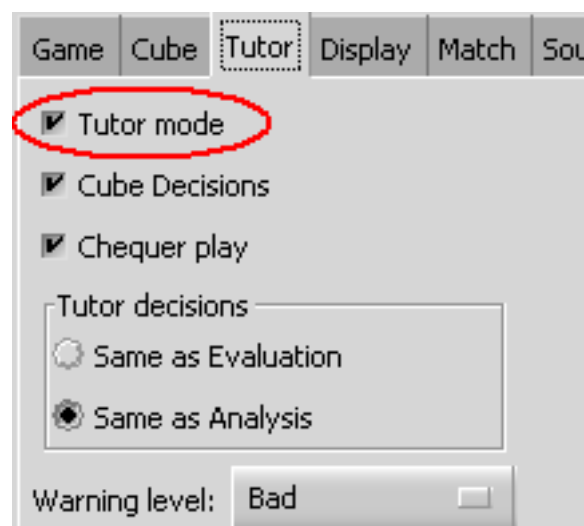 Game Cube Tutor Display Match Sou
Tutor mode
Cube Decisions
Chequer play
Tutor decisions
Same as Evaluation
Same as Analysis
Warning level: Bad